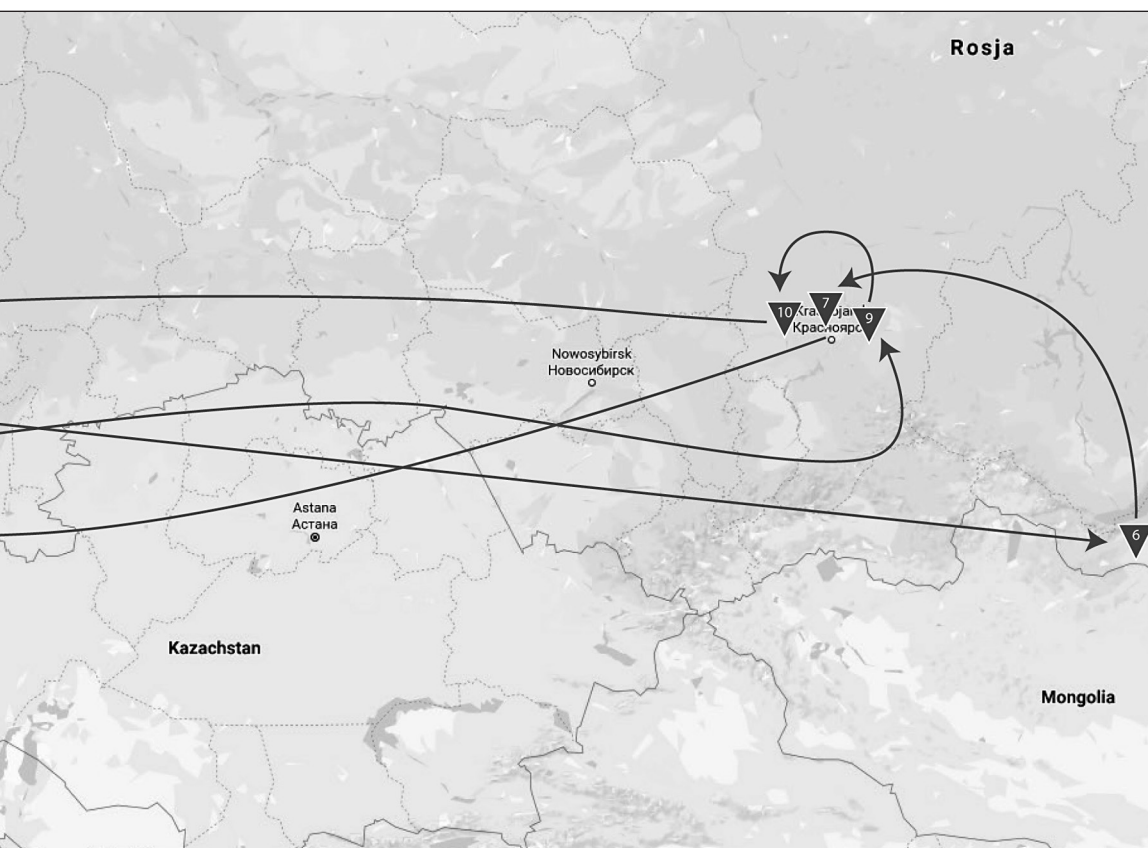 Rosja
10
7
9
Nowosybirsk
Новосибирск
Astana
Астана
6
Kazachstan
Mongolia